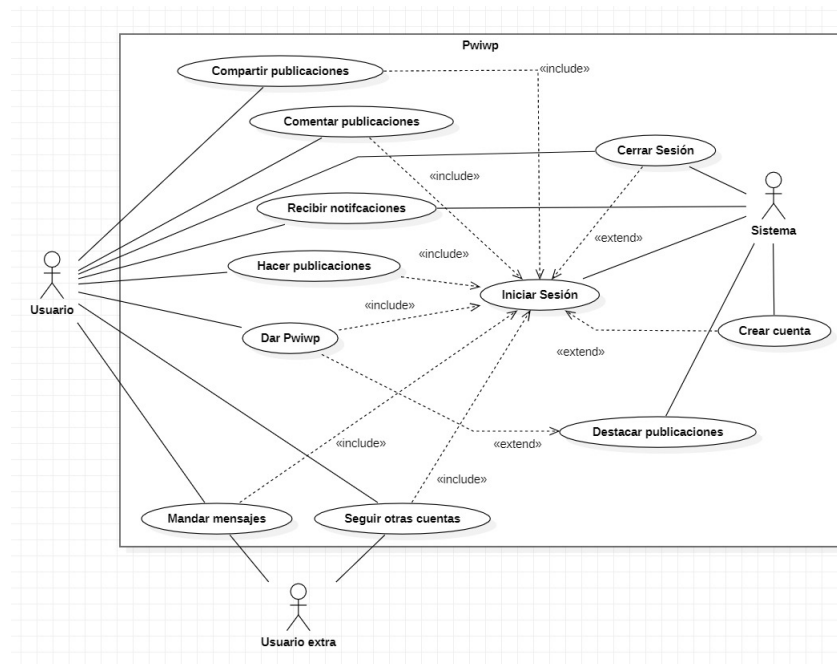 Pwiwp
Compartir publicaciones
«include»
Comentar publicaciones
Cerrar Sesión
«include»
Recibir notifcaciones
Sistema
«extend»
«include»
Hacer publicaciones
Iniciar Sesión
Usuario
«include»
Dar Pwiwp
Crear cuenta
«extend»
Destacar publicaciones
«include»
«extend»
«include»
Mandar mensajes
Seguir otras cuentas
Usuario extra